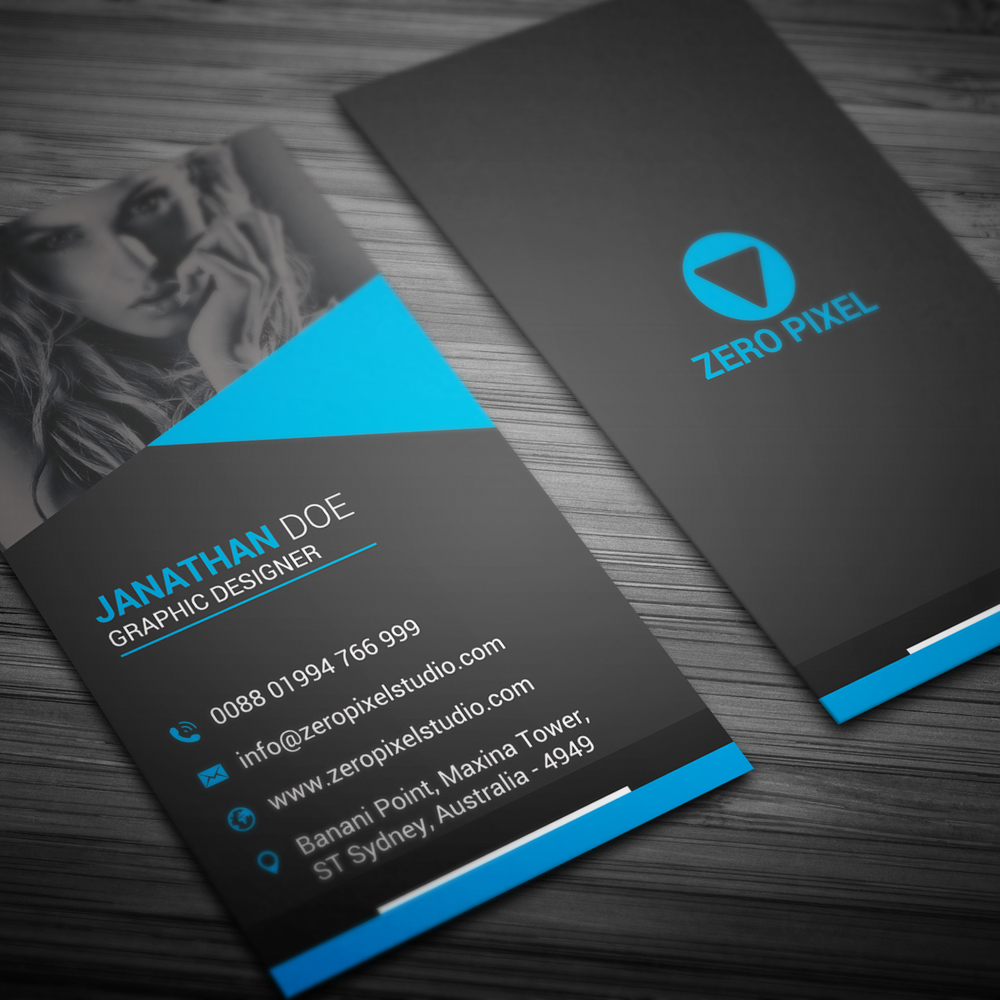 JANATHAN DOE
GRAPHIC DESIGNER
0088 01994 766 999
info@zeropixelstudio.com
www.zeropixelstudio.com
Banani Point, Maxina Tower,
ST Sydney, Australia - 4949
ZERO PIXEL